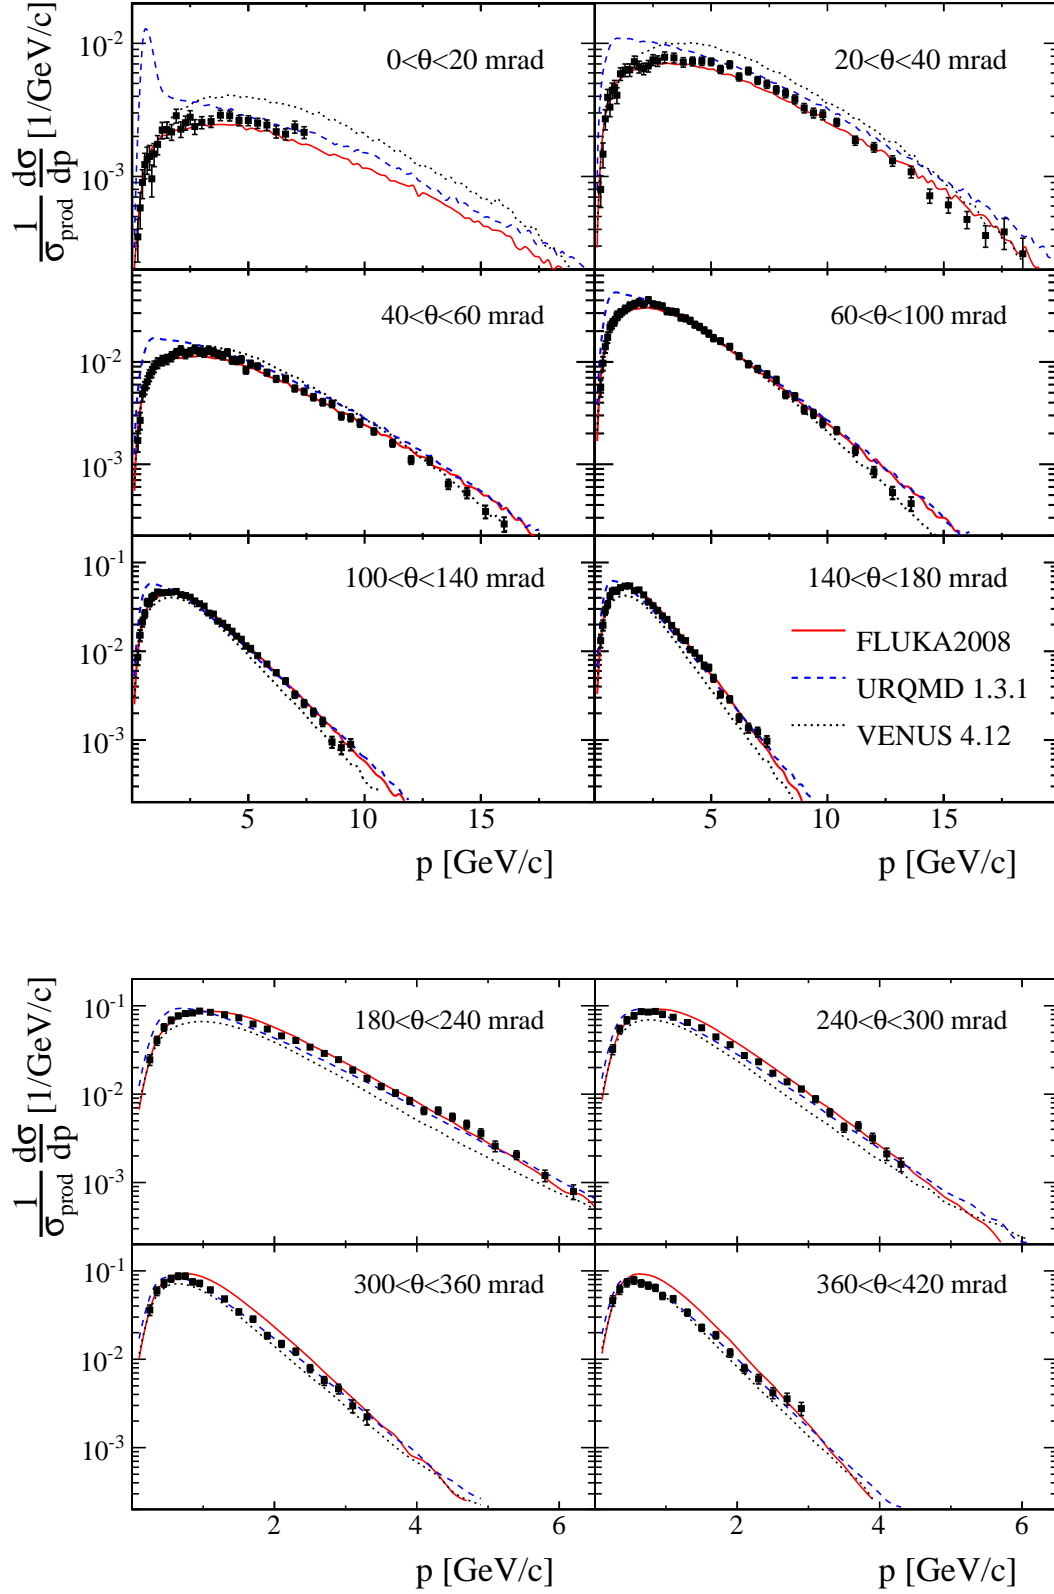 1/σprod dσ/dp [1/GeV/c]
0<θ<20 mrad
20<θ<40 mrad
10-2
10-3
40<θ<60 mrad
60<θ<100 mrad
10-2
10-3
100<θ<140 mrad
140<θ<180 mrad
10-1
10-2
10-3
FLUKA2008
URQMD 1.3.1
VENUS 4.12
5 10 15 5 10 15
p [GeV/c] p [GeV/c]
1/σprod dσ/dp [1/GeV/c]
180<θ<240 mrad
240<θ<300 mrad
10-1
10-2
10-3
300<θ<360 mrad
360<θ<420 mrad
10-1
10-2
10-3
2 4 6 2 4 6
p [GeV/c] p [GeV/c]